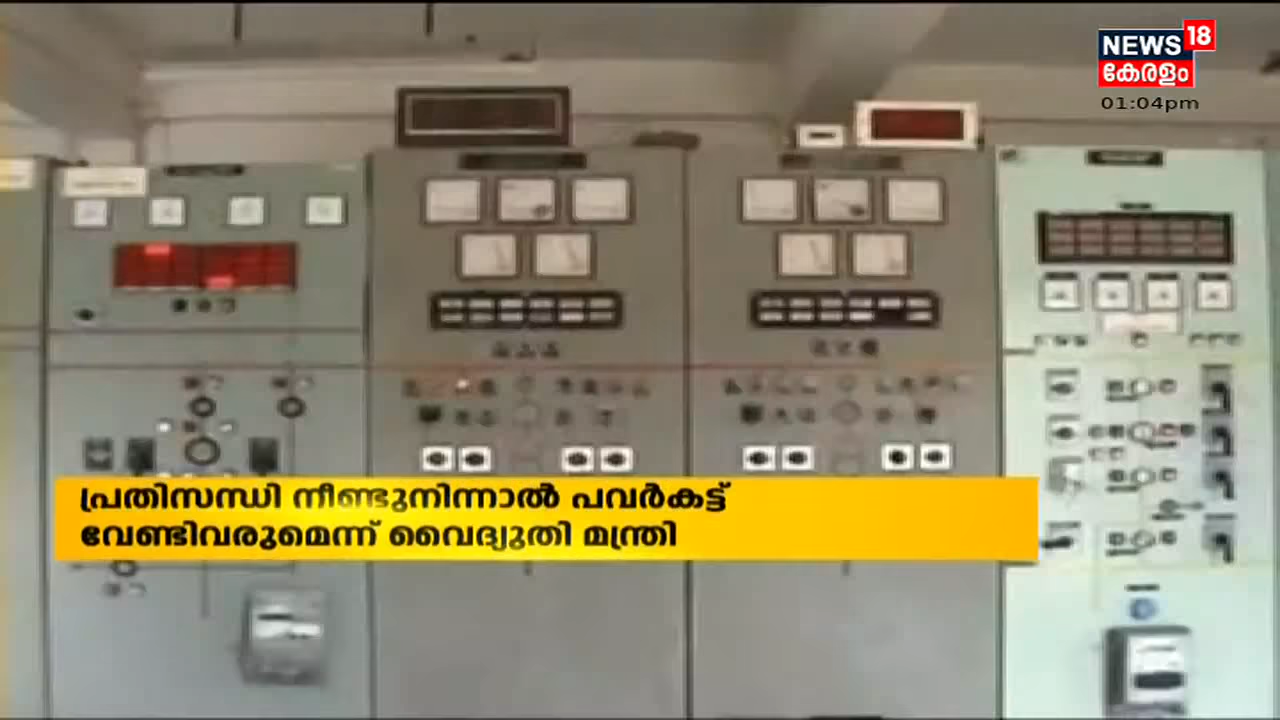 NEWS 18
കേരളം
01:04pm
പ്രതിസന്ധി നീണ്ടുനിന്നാൽ പവർകട്ട്
വേണ്ടിവരുമെന്ന് വൈദ്യുതി മന്ത്രി